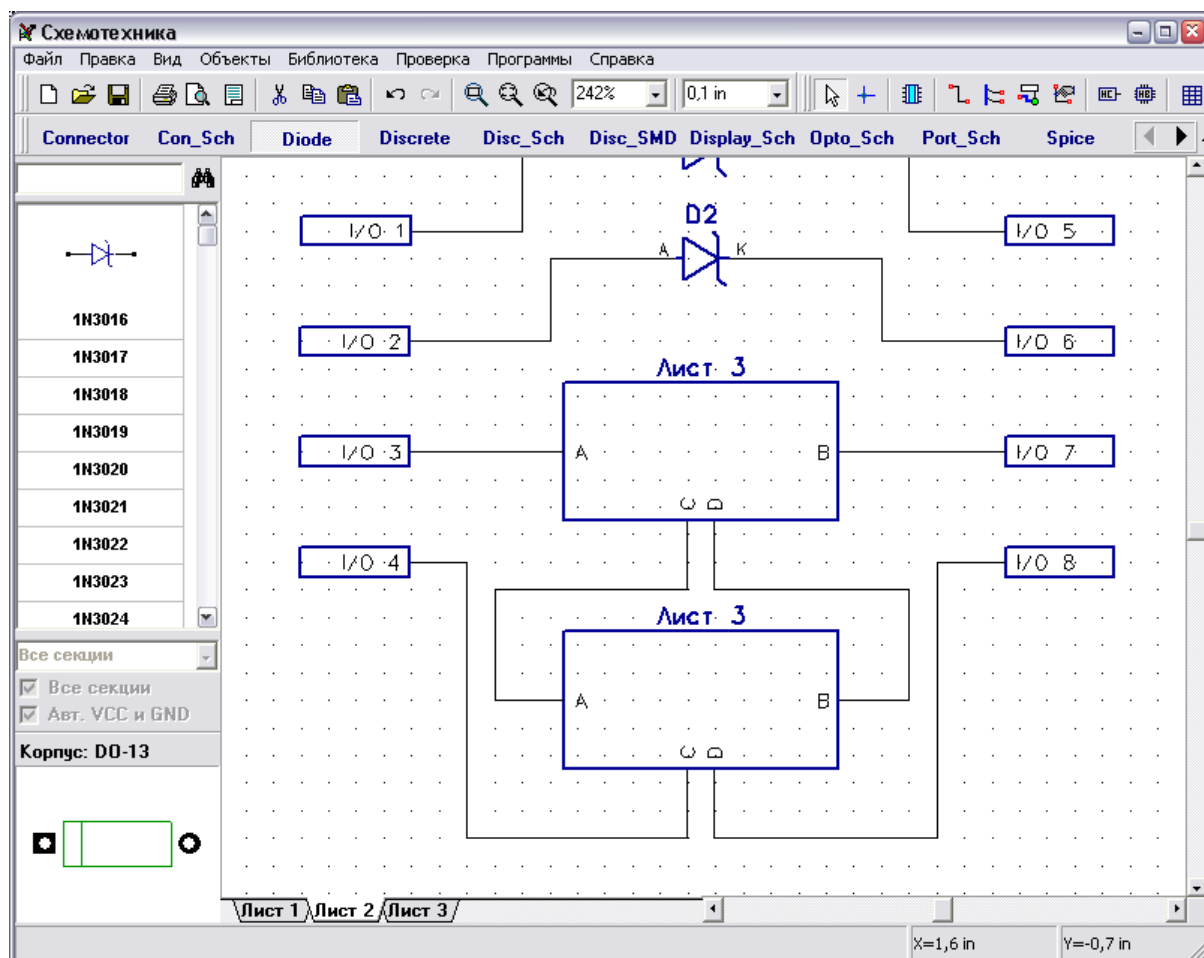 Схемотехника
Файл Правка Вид Объекты Библиотека Проверка Программы Справка
242% 0,1 in
Connector Con_Sch Diode Discrete Disc_Sch Disc_SMD Display_Sch Opto_Sch Port_Sch Spice
1N3016
1N3017
1N3018
1N3019
1N3020
1N3021
1N3022
1N3023
1N3024
Все секции
Все секции
Авт. VCC и GND
Корпус: DO-13
D2
I/O 1 I/O 5
A K
I/O 2 I/O 6
Лист 3
I/O 3 A B I/O 7
C D
I/O 4 I/O 8
Лист 3
A B
C D
Лист 1 Лист 2 Лист 3
X=1,6 in Y=-0,7 in